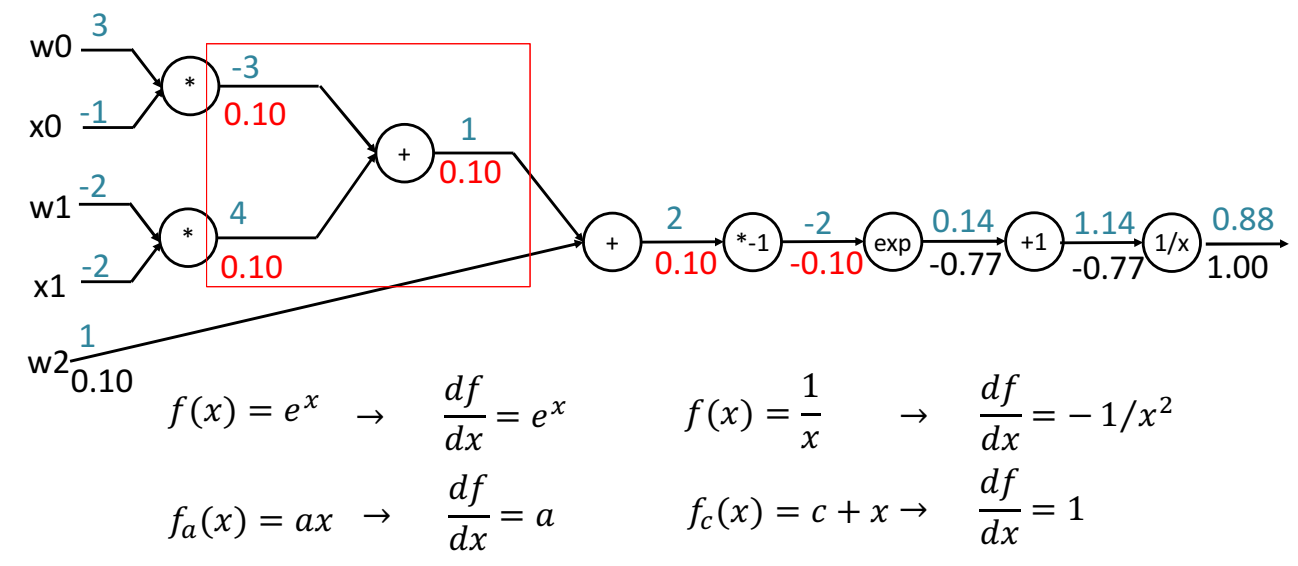 w0 3
x0 -1
w1 -2
x1 -2
w2 1
0.10
*
-3
0.10
*
4
0.10
+
1
0.10
+
2
0.10
*-1
-2
-0.10
exp
0.14
-0.77
+1
1.14
-0.77
1/x
0.88
1.00
f(x) = e^x → df/dx = e^x
f(x) = 1/x → df/dx = − 1/x²
f_a(x) = ax → df/dx = a
f_c(x) = c + x → df/dx = 1